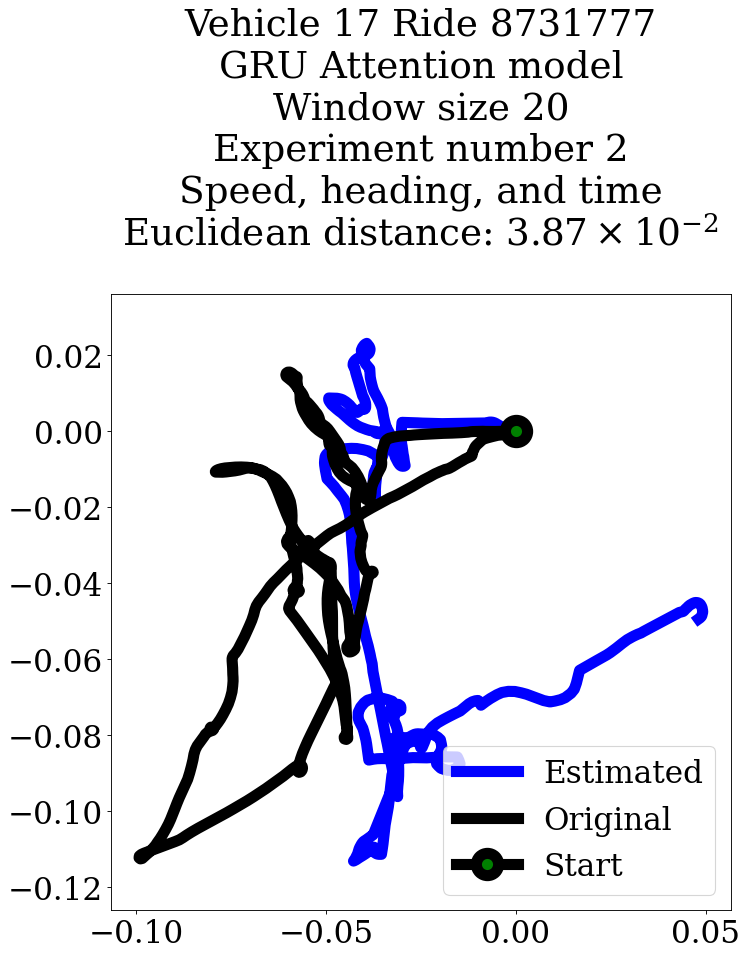 Vehicle 17 Ride 8731777
GRU Attention model
Window size 20
Experiment number 2
Speed, heading, and time
Euclidean distance: 3.87 × 10⁻²
0.02
0.00
−0.02
−0.04
−0.06
−0.08
−0.10
−0.12
Estimated
Original
Start
−0.10 −0.05 0.00 0.05